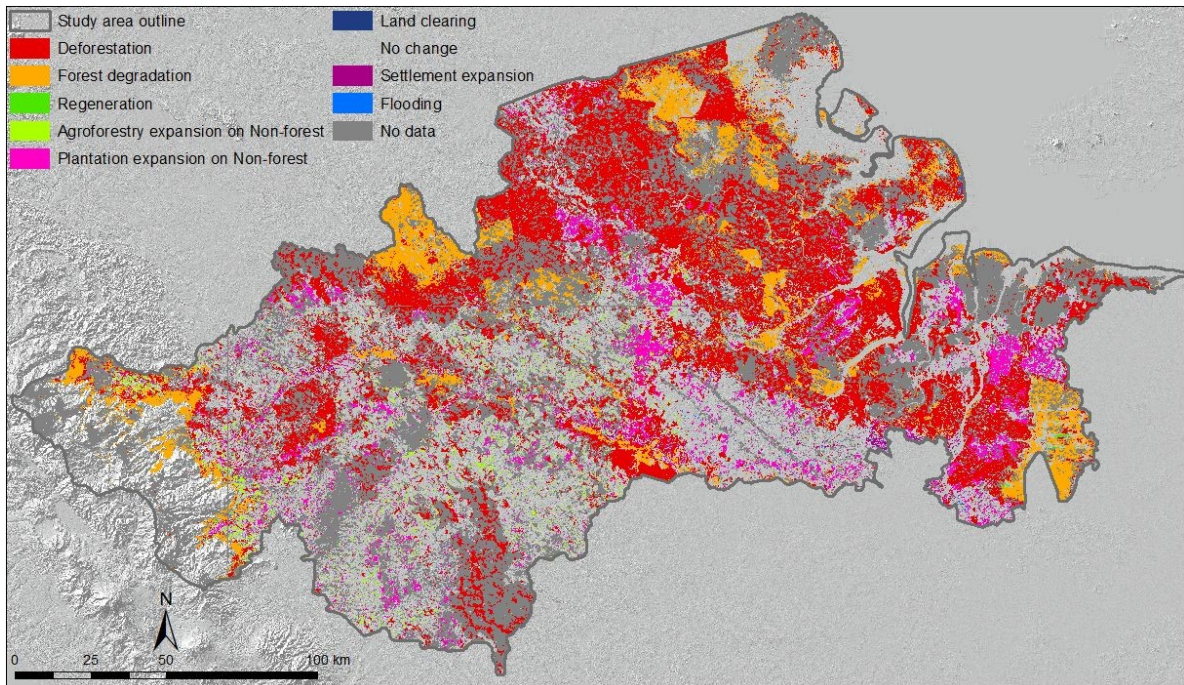 Study area outline
Deforestation
Forest degradation
Regeneration
Agroforestry expansion on Non-forest
Plantation expansion on Non-forest
Land clearing
No change
Settlement expansion
Flooding
No data
N
0 25 50 100 km